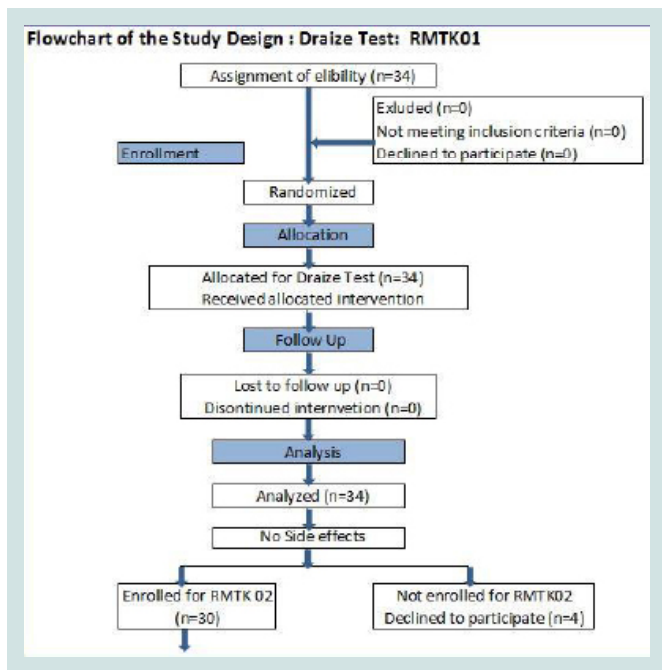 Flowchart of the Study Design : Draize Test: RMTK01
Assignment of elibility (n=34)
Exluded (n=0)
Not meeting inclusion criteria (n=0)
Declined to participate (n=0)
Enrollment
Randomized
Allocation
Allocated for Draize Test (n=34)
Received allocated intervention
Follow Up
Lost to follow up (n=0)
Disontinued internvetion (n=0)
Analysis
Analyzed (n=34)
No Side effects
Enrolled for RMTK 02
(n=30)
Not enrolled for RMTK02
Declined to participate (n=4)